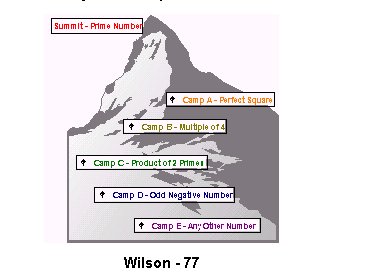 Summit - Prime Number
Camp A - Perfect Square
Camp B - Multiple of 4
Camp C - Product of 2 Primes
Camp D - Odd Negative Number
Camp E - Any Other Number
Wilson - 77